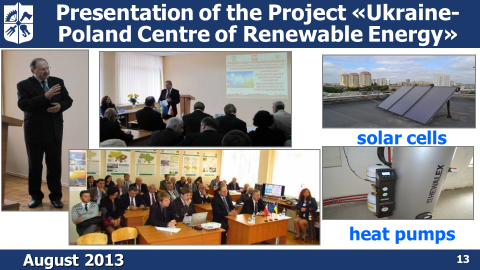 Presentation of the Project «Ukraine-
Poland Centre of Renewable Energy»
solar cells
heat pumps
August 2013
13